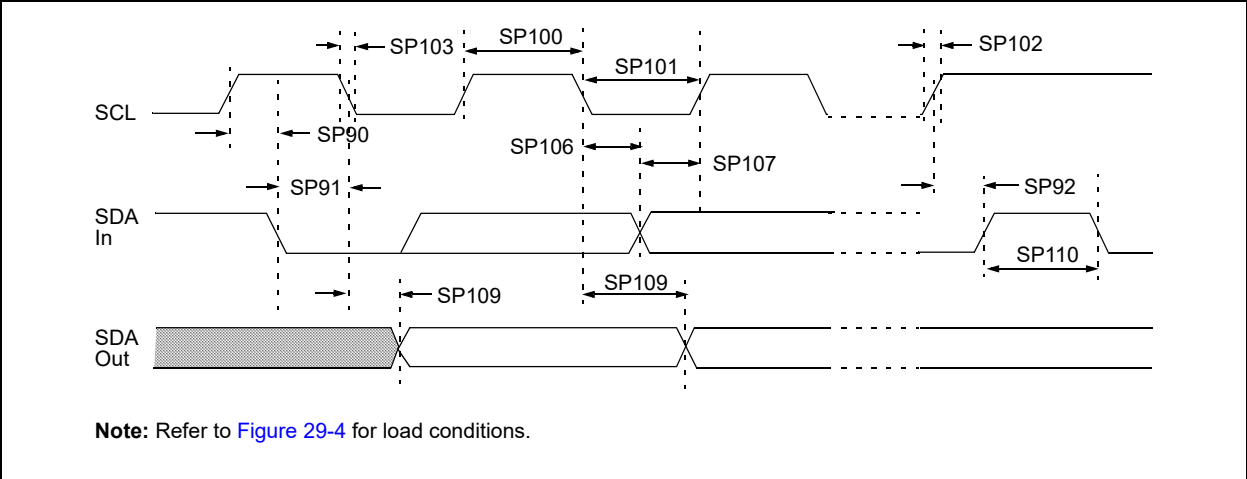 SP103
SP100
SP101
SP102
SCL
SP90
SP106
SP107
SP91
SP92
SDA
In
SP110
SP109
SP109
SDA
Out
Note: Refer to Figure 29-4 for load conditions.